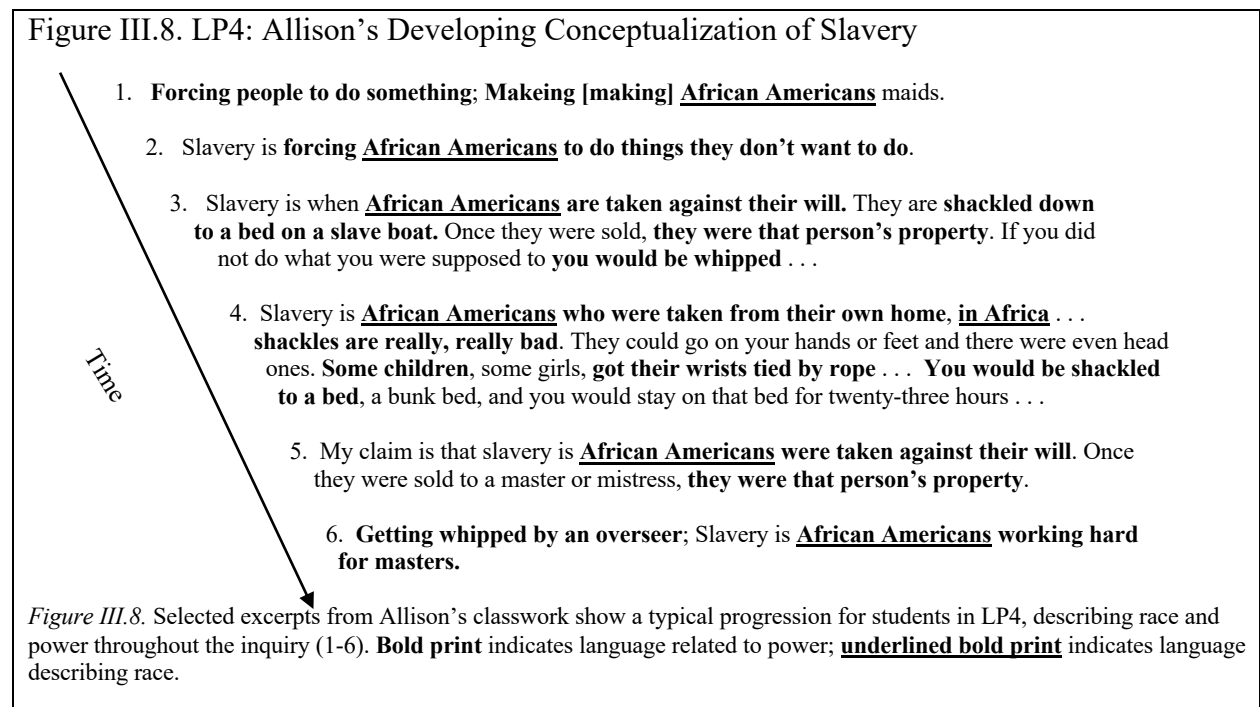 Figure III.8. LP4: Allison’s Developing Conceptualization of Slavery
1. Forcing people to do something; Makeing [making] African Americans maids.
2. Slavery is forcing African Americans to do things they don’t want to do.
3. Slavery is when African Americans are taken against their will. They are shackled down
to a bed on a slave boat. Once they were sold, they were that person’s property. If you did
not do what you were supposed to you would be whipped . . .
4. Slavery is African Americans who were taken from their own home, in Africa . . .
shackles are really, really bad. They could go on your hands or feet and there were even head
ones. Some children, some girls, got their wrists tied by rope . . . You would be shackled
to a bed, a bunk bed, and you would stay on that bed for twenty-three hours . . .
Time
5. My claim is that slavery is African Americans were taken against their will. Once
they were sold to a master or mistress, they were that person’s property.
6. Getting whipped by an overseer; Slavery is African Americans working hard
for masters.
Figure III.8. Selected excerpts from Allison’s classwork show a typical progression for students in LP4, describing race and
power throughout the inquiry (1-6). Bold print indicates language related to power; underlined bold print indicates language
describing race.